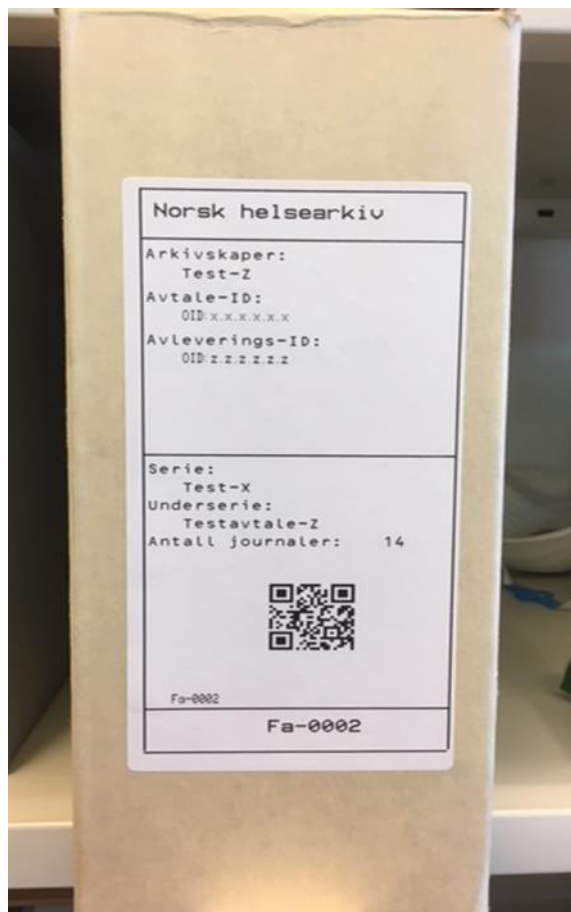 Norsk helsearkiv
Arkivskaper:
Test-Z
Avtale-ID:
OID:x.x.x.x.x.x
Avleverings-ID:
OID:z.z.z.z.z.z
Serie:
Test-X
Underserie:
Testavtale-Z
Antall journaler: 14
Fa-0002
Fa-0002